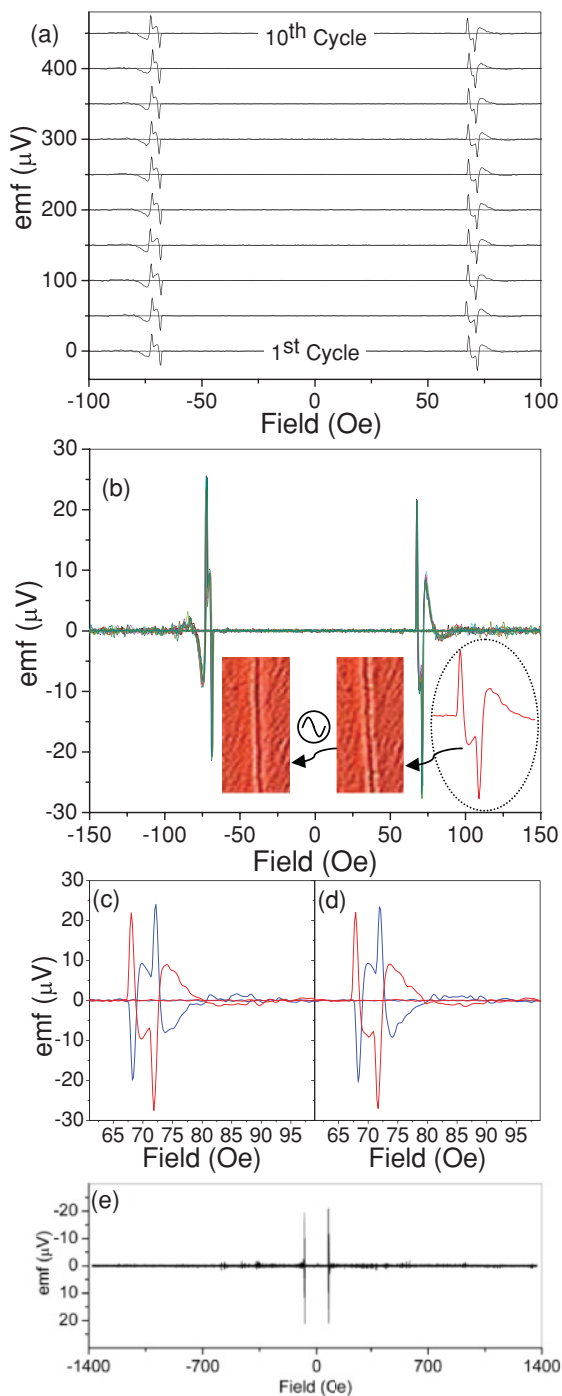 (a)
10th Cycle
400
300
200
100
0
emf (μV)
1st Cycle
-100 -50 0 50 100
Field (Oe)
(b)
30
20
10
0
-10
-20
-30
emf (μV)
-150 -100 -50 0 50 100 150
Field (Oe)
(c) (d)
30
20
10
0
-10
-20
-30
emf (μV)
65 70 75 80 85 90 95 65 70 75 80 85 90 95
Field (Oe) Field (Oe)
(e)
-20
-10
0
10
20
emf (μV)
-1400 -700 0 700 1400
Field (Oe)